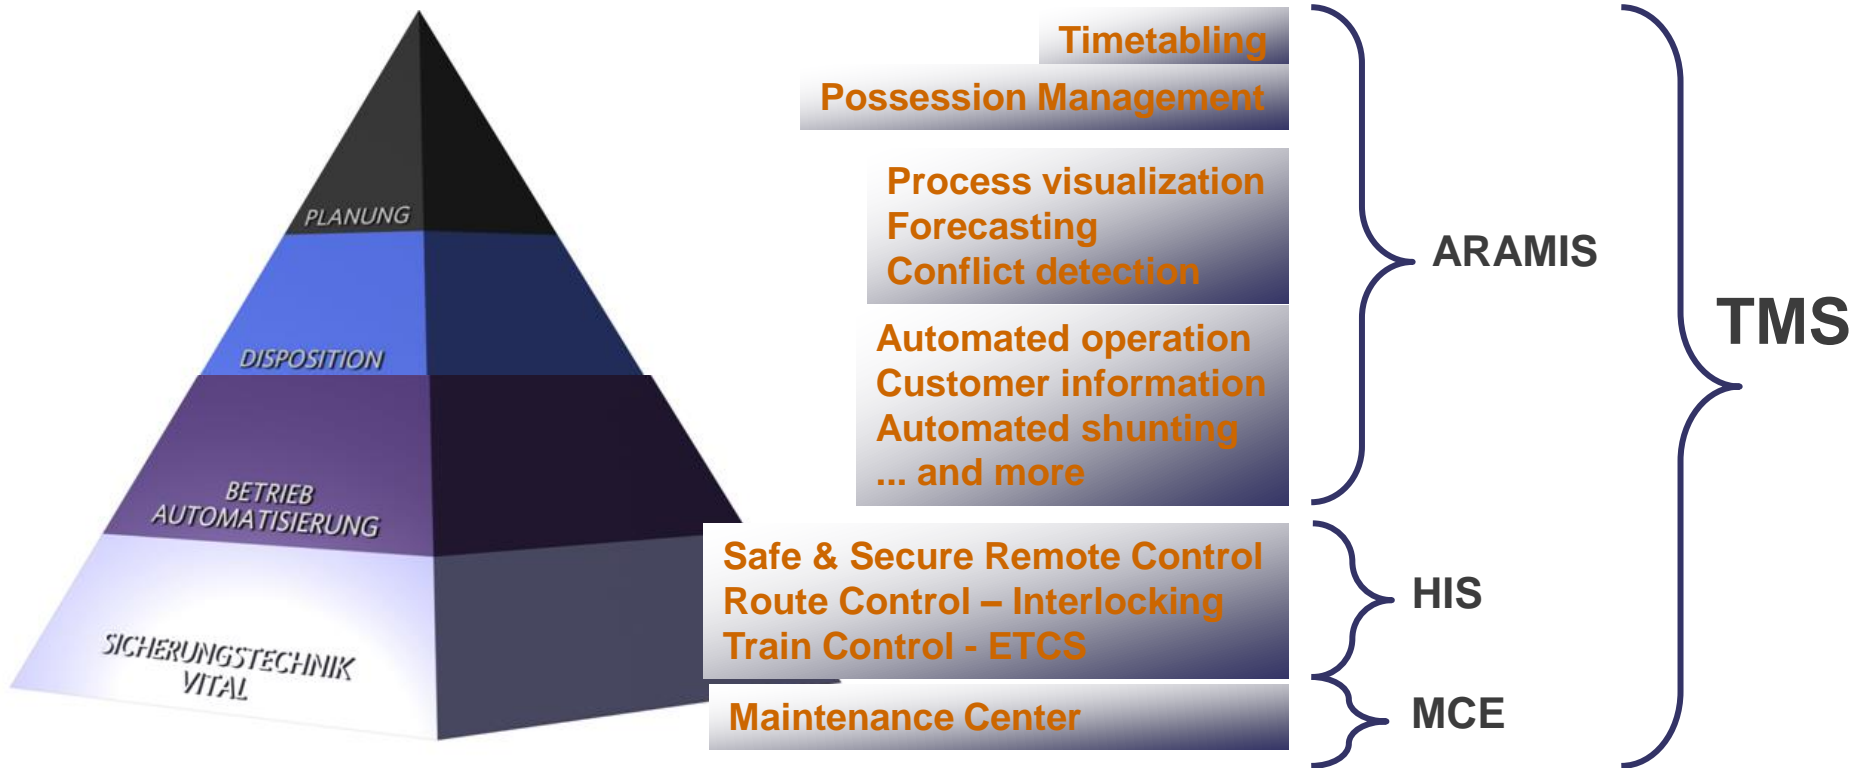 PLANUNG
DISPOSITION
BETRIEB
AUTOMATISIERUNG
SICHERUNGSTECHNIK
VITAL
Timetabling
Possession Management
Process visualization
Forecasting
Conflict detection
Automated operation
Customer information
Automated shunting
... and more
Safe & Secure Remote Control
Route Control – Interlocking
Train Control - ETCS
Maintenance Center
ARAMIS
HIS
MCE
TMS